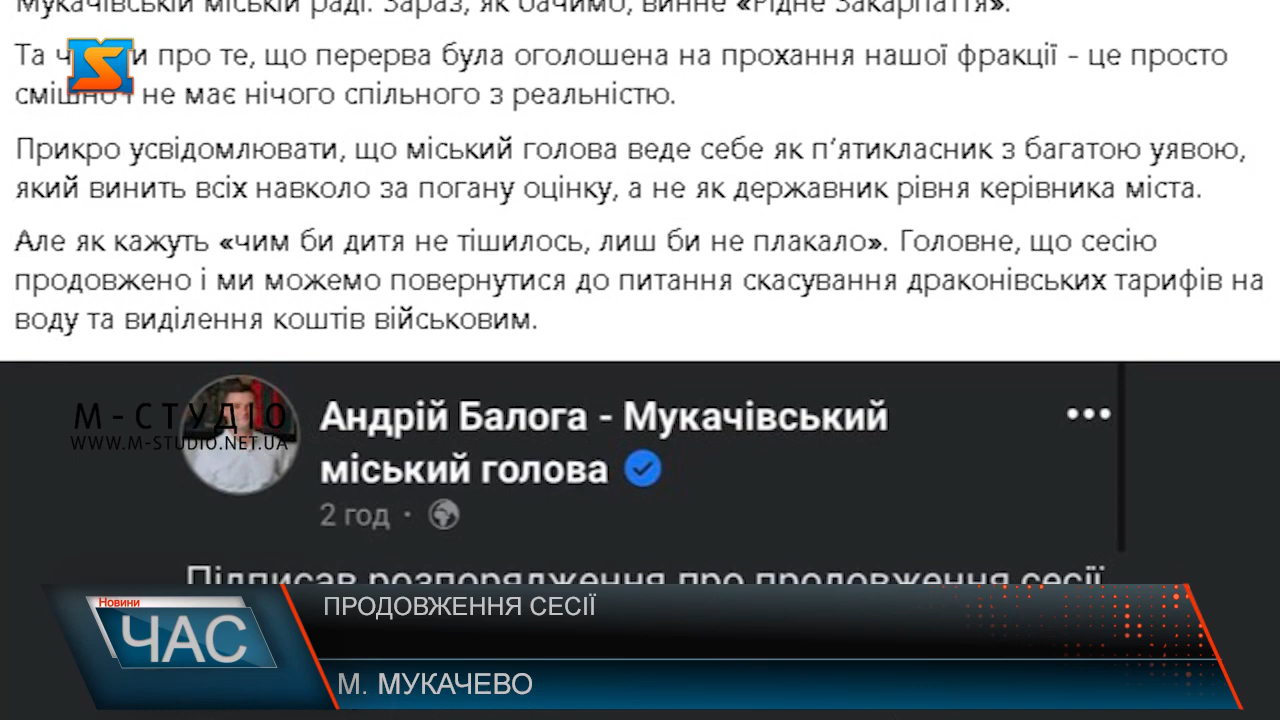 Мукачівській міській раді. Зараз, як бачимо, винне «Рідне Закарпаття».
Та и про те, що перерва була оголошена на прохання нашої фракції – це просто
смішно і не має нічого спільного з реальністю.
Прикро усвідомлювати, що міський голова веде себе як п’ятикласник з багатою уявою,
який винить всіх навколо за погану оцінку, а не як державник рівня керівника міста.
Але як кажуть «чим би дитя не тішилось, лиш би не плакало». Головне, що сесію
продовжено і ми можемо повернутися до питання скасування драконівських тарифів на
воду та виділення коштів військовим.
М-СТУДІО
WWW.M-STUDIO.NET.UA
Андрій Балога - Мукачівський
міський голова
2 год ·
Підписав розпорядження про продовження сесії
Новини
ЧАС
ПРОДОВЖЕННЯ СЕСІЇ
М. МУКАЧЕВО